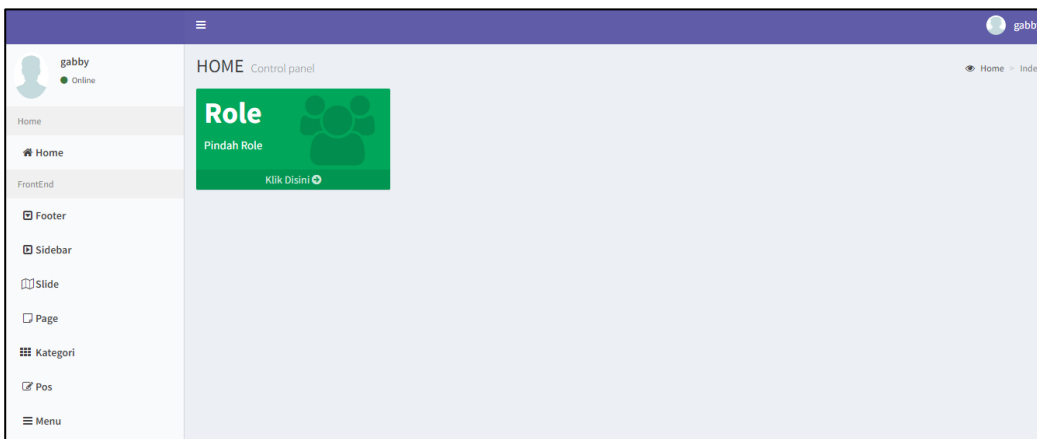 gabby
gabby
Online
HOME Control panel
Home > Inde
Home
Home
FrontEnd
Footer
Sidebar
Slide
Page
Kategori
Pos
Menu
Role
Pindah Role
Klik Disini